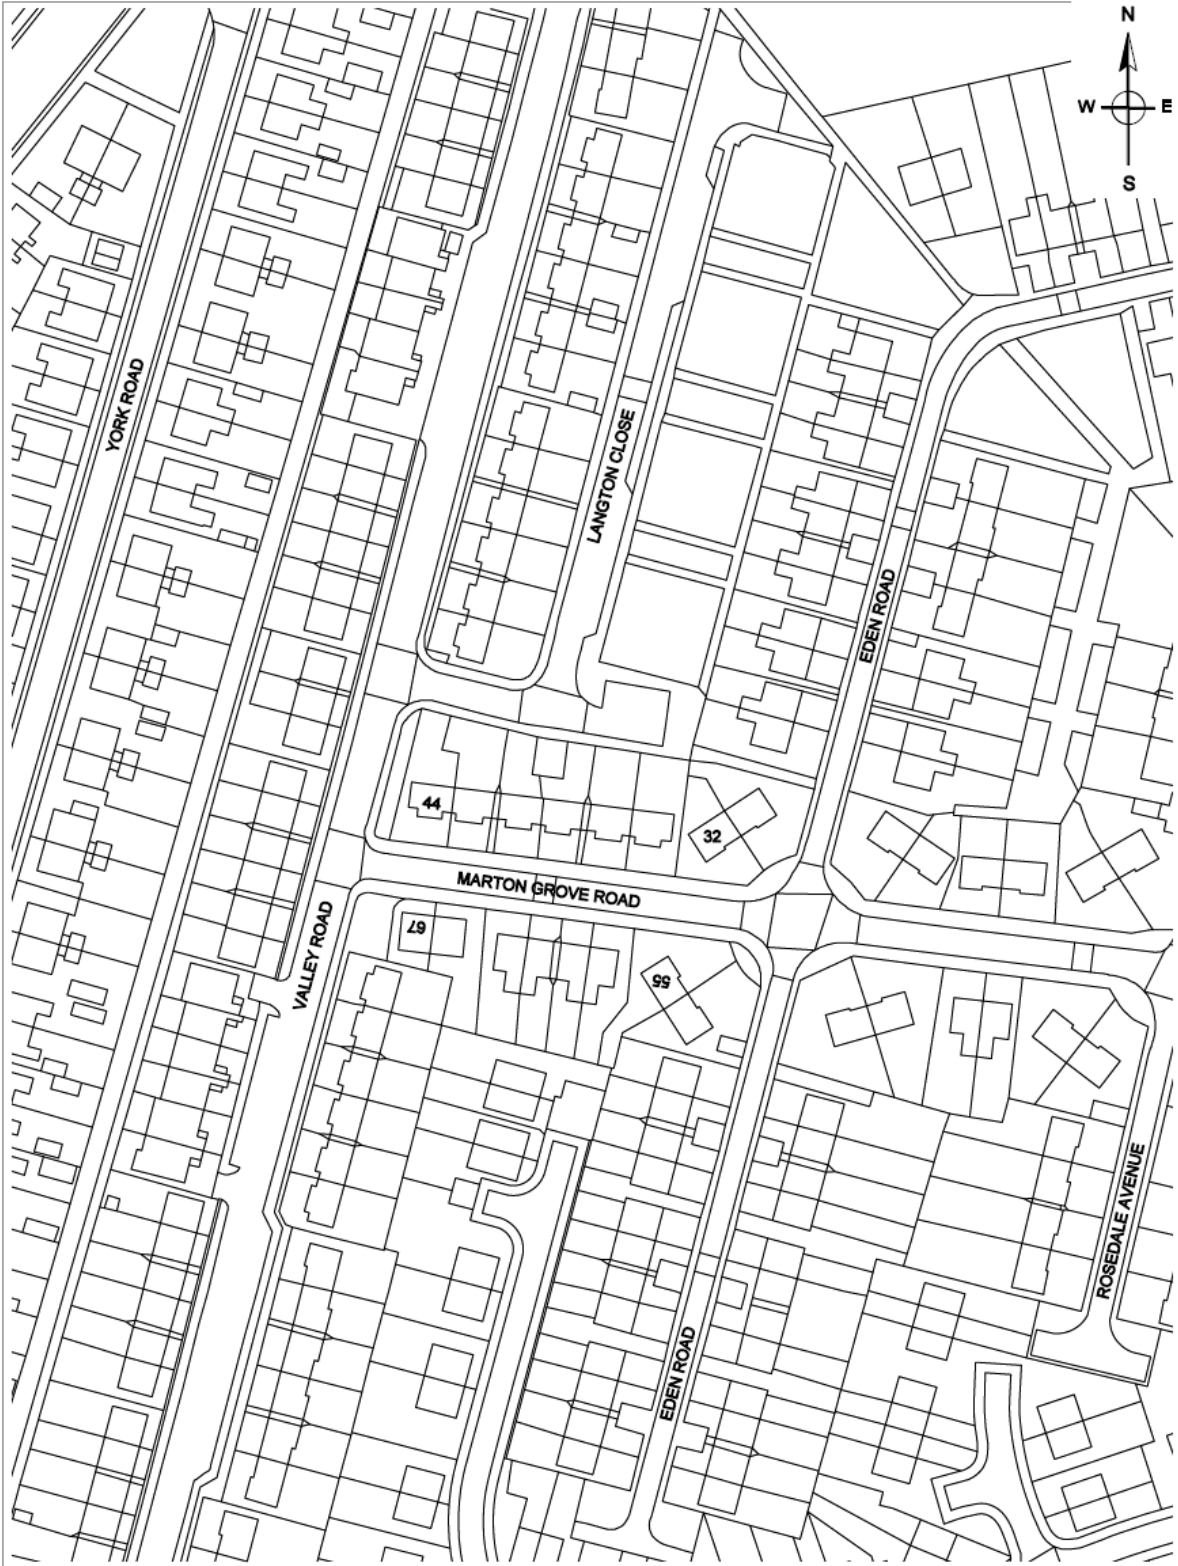 N
W
E
S
YORK ROAD
LANGTON CLOSE
EDEN ROAD
44
32
MARTON GROVE ROAD
67
55
VALLEY ROAD
ROSEDALE AVENUE
EDEN ROAD